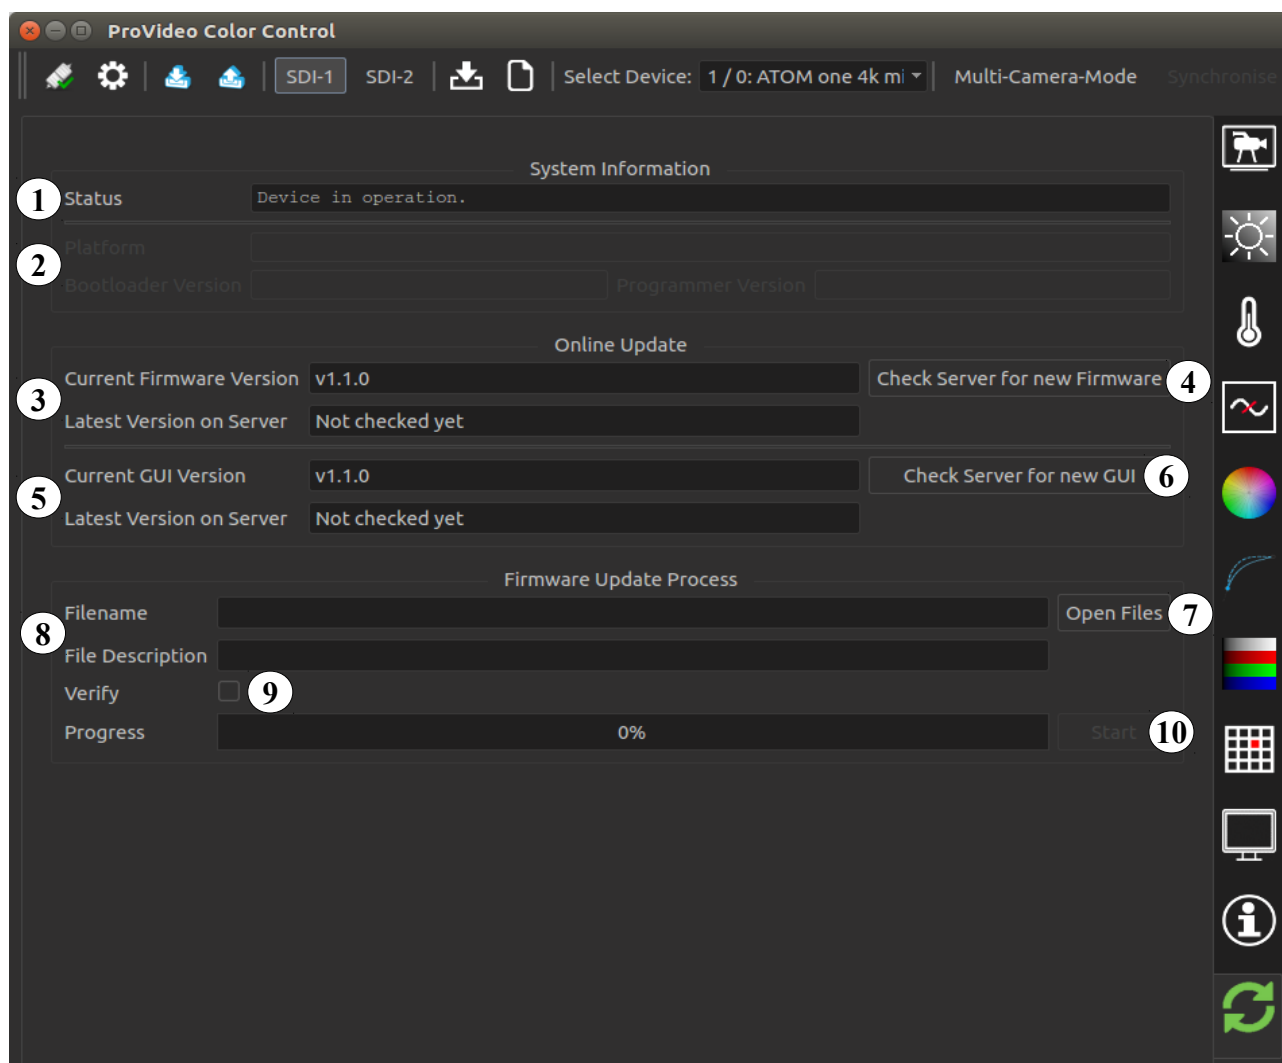 ProVideo Color Control
SDI-1 SDI-2 Select Device: 1 / 0: ATOM one 4k mi Multi-Camera-Mode Synchronise
System Information
1 Status Device in operation.
2 Platform
Bootloader Version Programmer Version
Online Update
3 Current Firmware Version v1.1.0 Check Server for new Firmware 4
Latest Version on Server Not checked yet
5 Current GUI Version v1.1.0 Check Server for new GUI 6
Latest Version on Server Not checked yet
Firmware Update Process
8 Filename Open Files 7
File Description
Verify 9
Progress 0% Start 10